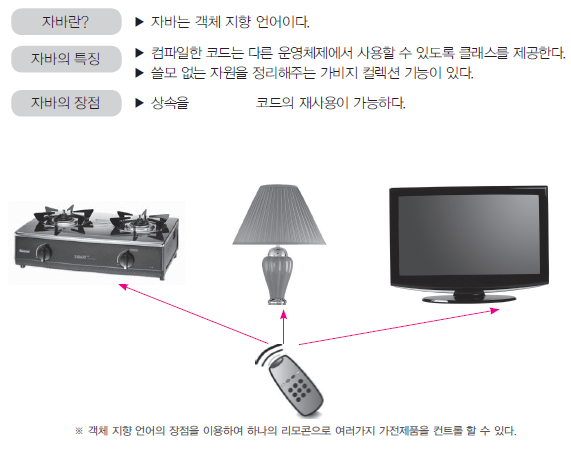 자바란? ▶ 자바는 객체 지향 언어이다.
자바의 특징 ▶ 컴파일한 코드는 다른 운영체제에서 사용할 수 있도록 클래스를 제공한다.
▶ 쓸모 없는 자원을 정리해주는 가비지 컬렉션 기능이 있다.
자바의 장점 ▶ 상속을 코드의 재사용이 가능하다.
※ 객체 지향 언어의 장점을 이용하여 하나의 리모콘으로 여러가지 가전제품을 컨트롤 할 수 있다.